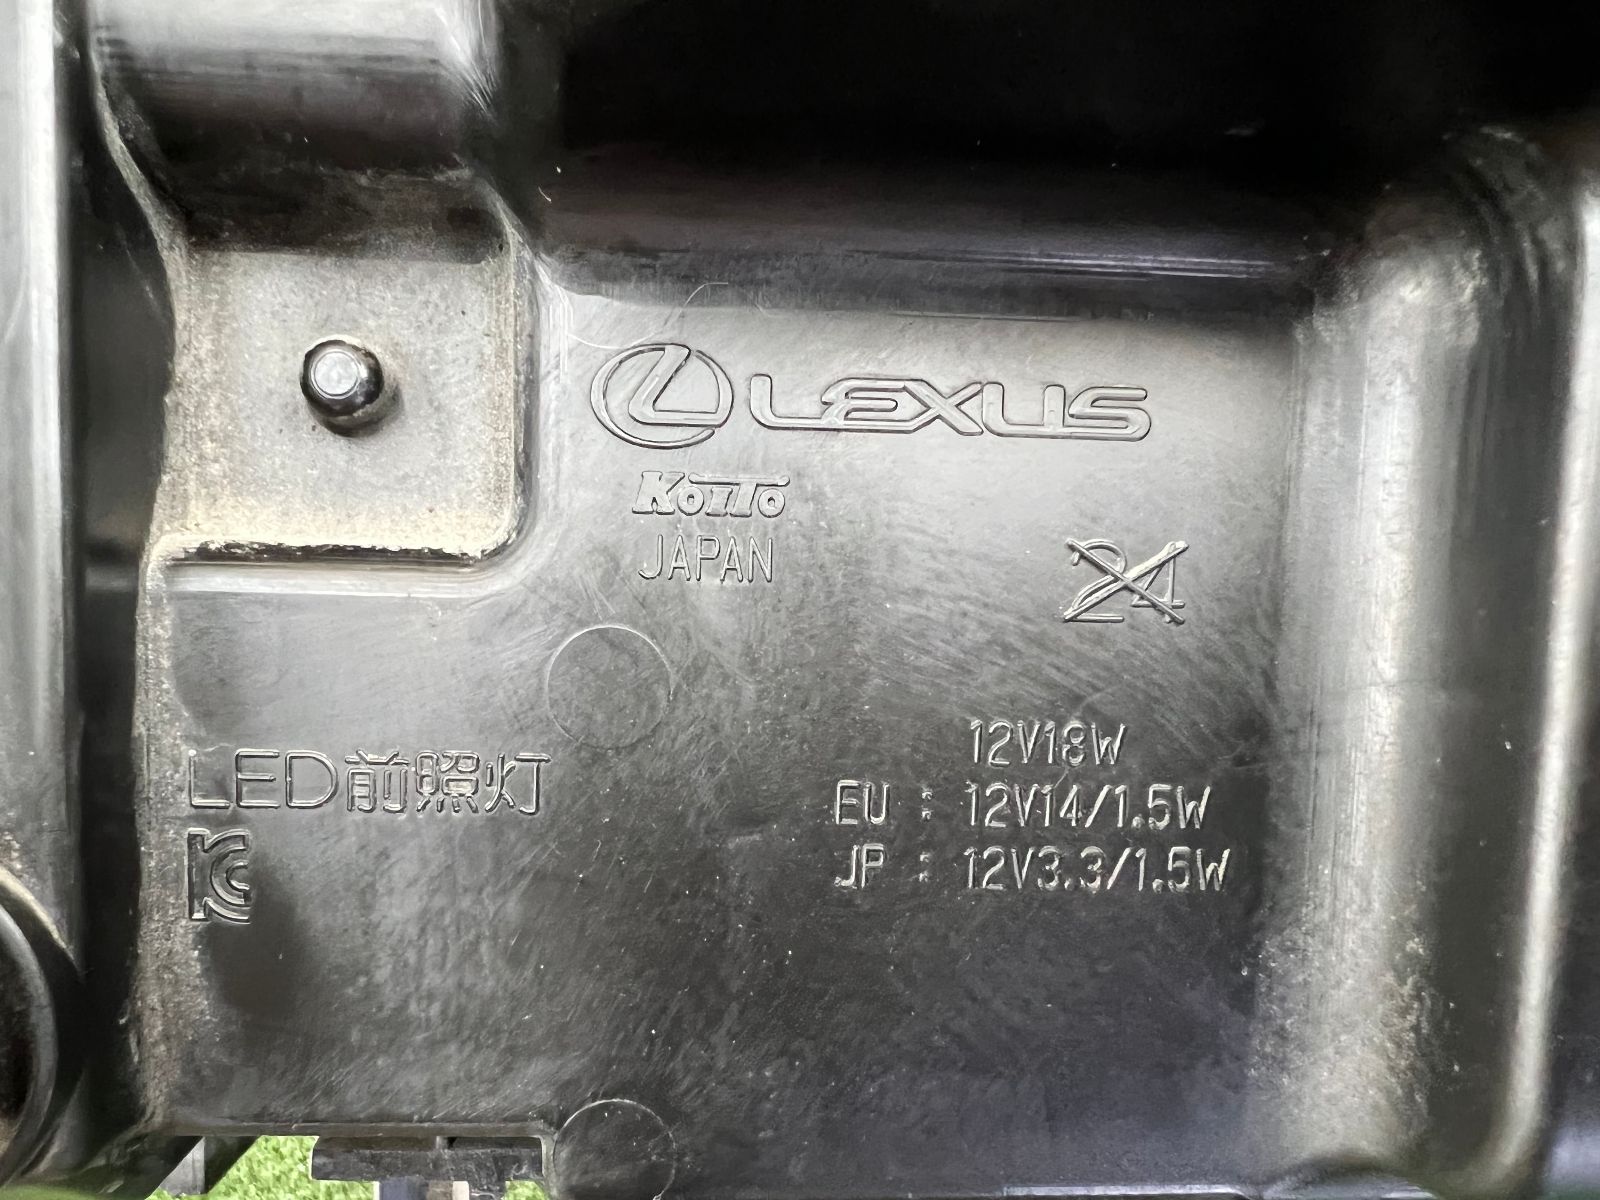 LEXUS
KOITO
JAPAN
24
12V18W
EU : 12V14/1.5W
JP : 12V3.3/1.5W
LED前照灯
KC